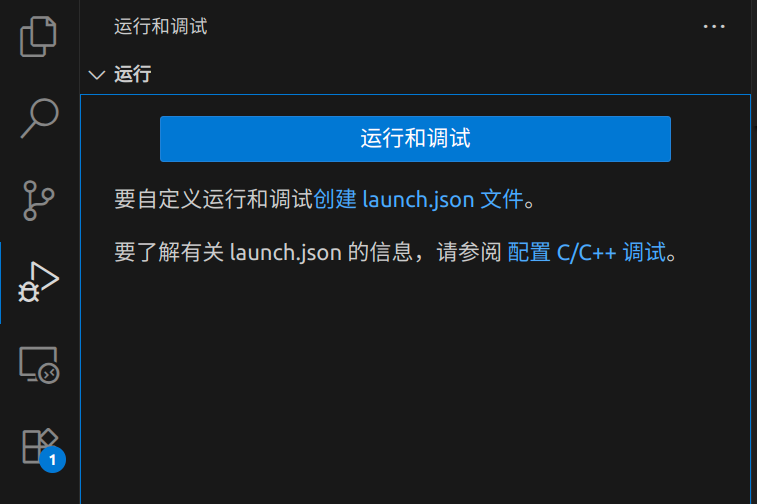 运行和调试
运行
运行和调试
要自定义运行和调试创建 launch.json 文件。
要了解有关 launch.json 的信息，请参阅 配置 C/C++ 调试。
1